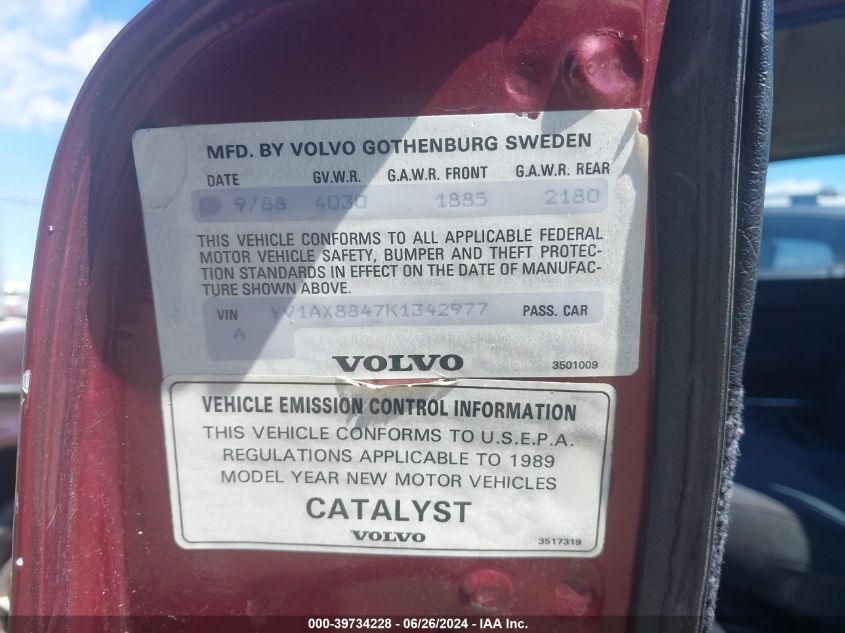 MFD. BY VOLVO GOTHENBURG SWEDEN
DATE GV.W.R. G.A.W.R. FRONT G.A.W.R. REAR
9/88 4030 1885 2180
THIS VEHICLE CONFORMS TO ALL APPLICABLE FEDERAL
MOTOR VEHICLE SAFETY, BUMPER AND THEFT PROTEC-
TION STANDARDS IN EFFECT ON THE DATE OF MANUFAC-
TURE SHOWN ABOVE.
VIN YV1AX8847K1342977 PASS. CAR
A
VOLVO 3501009
VEHICLE EMISSION CONTROL INFORMATION
THIS VEHICLE CONFORMS TO U.S.E.P.A.
REGULATIONS APPLICABLE TO 1989
MODEL YEAR NEW MOTOR VEHICLES
CATALYST
VOLVO 3517319
000-39734228 - 06/26/2024 - IAA Inc.